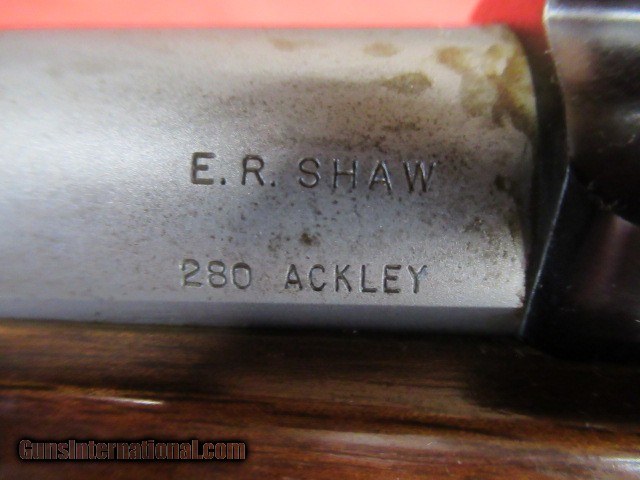 E. R. SHAW
280 ACKLEY
GunsInternational.com